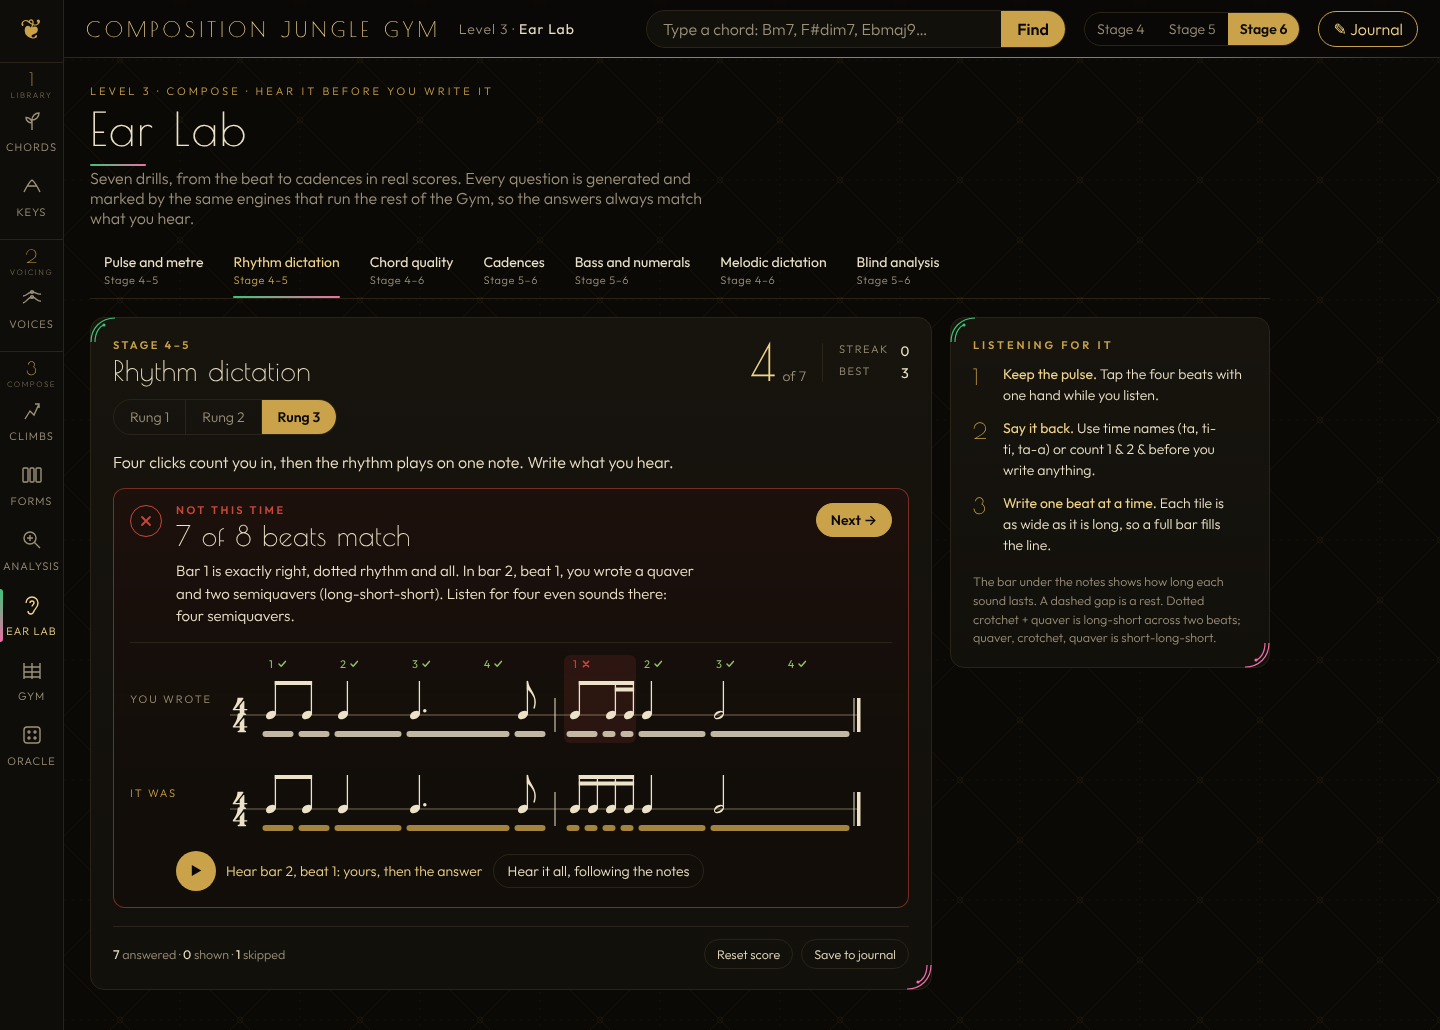 COMPOSITION JUNGLE GYM
Level 3 · Ear Lab
Type a chord: Bm7, F#dim7, Ebmaj9...
Find
Stage 4
Stage 5
Stage 6
✎ Journal
1
LIBRARY
CHORDS
KEYS
2
VOICING
VOICES
3
COMPOSE
CLIMBS
FORMS
ANALYSIS
EAR LAB
GYM
ORACLE
LEVEL 3 · COMPOSE · HEAR IT BEFORE YOU WRITE IT
Ear Lab
Seven drills, from the beat to cadences in real scores. Every question is generated and
marked by the same engines that run the rest of the Gym, so the answers always match
what you hear.
Pulse and metre
Stage 4–5
Rhythm dictation
Stage 4–5
Chord quality
Stage 4–6
Cadences
Stage 5–6
Bass and numerals
Stage 5–6
Melodic dictation
Stage 4–6
Blind analysis
Stage 5–6
STAGE 4–5
Rhythm dictation
4 of 7
STREAK 0
BEST 3
Rung 1
Rung 2
Rung 3
Four clicks count you in, then the rhythm plays on one note. Write what you hear.
NOT THIS TIME
7 of 8 beats match
Next →
Bar 1 is exactly right, dotted rhythm and all. In bar 2, beat 1, you wrote a quaver
and two semiquavers (long-short-short). Listen for four even sounds there:
four semiquavers.
1 ✓ 2 ✓ 3 ✓ 4 ✓ 1 ✗ 2 ✓ 3 ✓ 4 ✓
YOU WROTE
4
4
IT WAS
4
4
Hear bar 2, beat 1: yours, then the answer
Hear it all, following the notes
7 answered · 0 shown · 1 skipped
Reset score
Save to journal
LISTENING FOR IT
1
Keep the pulse. Tap the four beats with
one hand while you listen.
2
Say it back. Use time names (ta, ti-
ti, ta-a) or count 1 & 2 & before you
write anything.
3
Write one beat at a time. Each tile is
as wide as it is long, so a full bar fills
the line.
The bar under the notes shows how long each
sound lasts. A dashed gap is a rest. Dotted
crotchet + quaver is long-short across two beats;
quaver, crotchet, quaver is short-long-short.